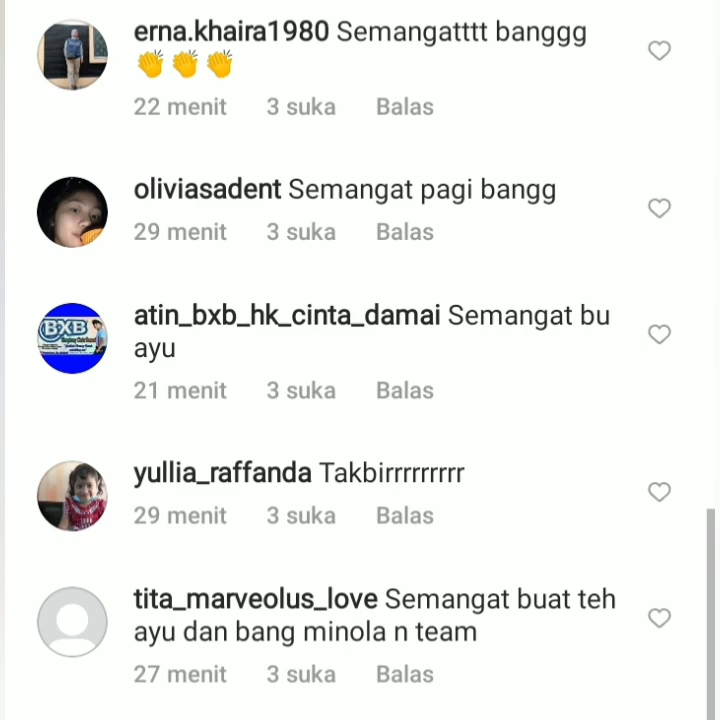 erna.khaira1980 Semangatttt banggg
👏👏👏
22 menit 3 suka Balas
oliviasadent Semangat pagi bangg
29 menit 3 suka Balas
BXB
atin_bxb_hk_cinta_damai Semangat bu
ayu
21 menit 3 suka Balas
yullia_raffanda Takbirrrrrrrrr
29 menit 3 suka Balas
tita_marveolus_love Semangat buat teh
ayu dan bang minola n team
27 menit 3 suka Balas